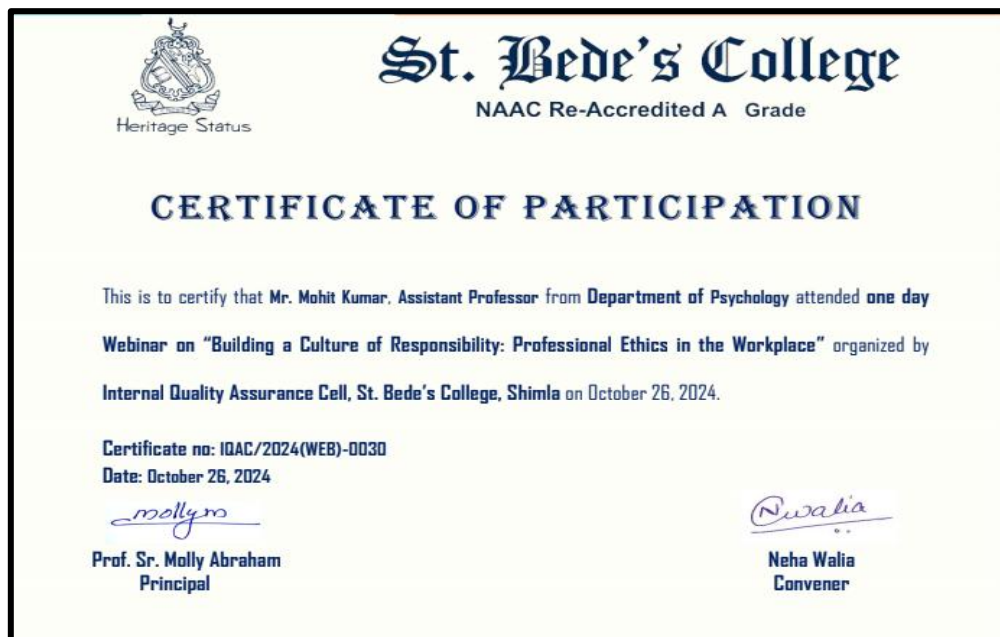 St. Bede's College
NAAC Re-Accredited A Grade
Heritage Status
CERTIFICATE OF PARTICIPATION
This is to certify that Mr. Mohit Kumar, Assistant Professor from Department of Psychology attended one day
Webinar on “Building a Culture of Responsibility: Professional Ethics in the Workplace” organized by
Internal Quality Assurance Cell, St. Bede's College, Shimla on October 26, 2024.
Certificate no: IQAC/2024(WEB)-0030
Date: October 26, 2024
mollym
Nwalia
Prof. Sr. Molly Abraham
Neha Walia
Principal
Convener